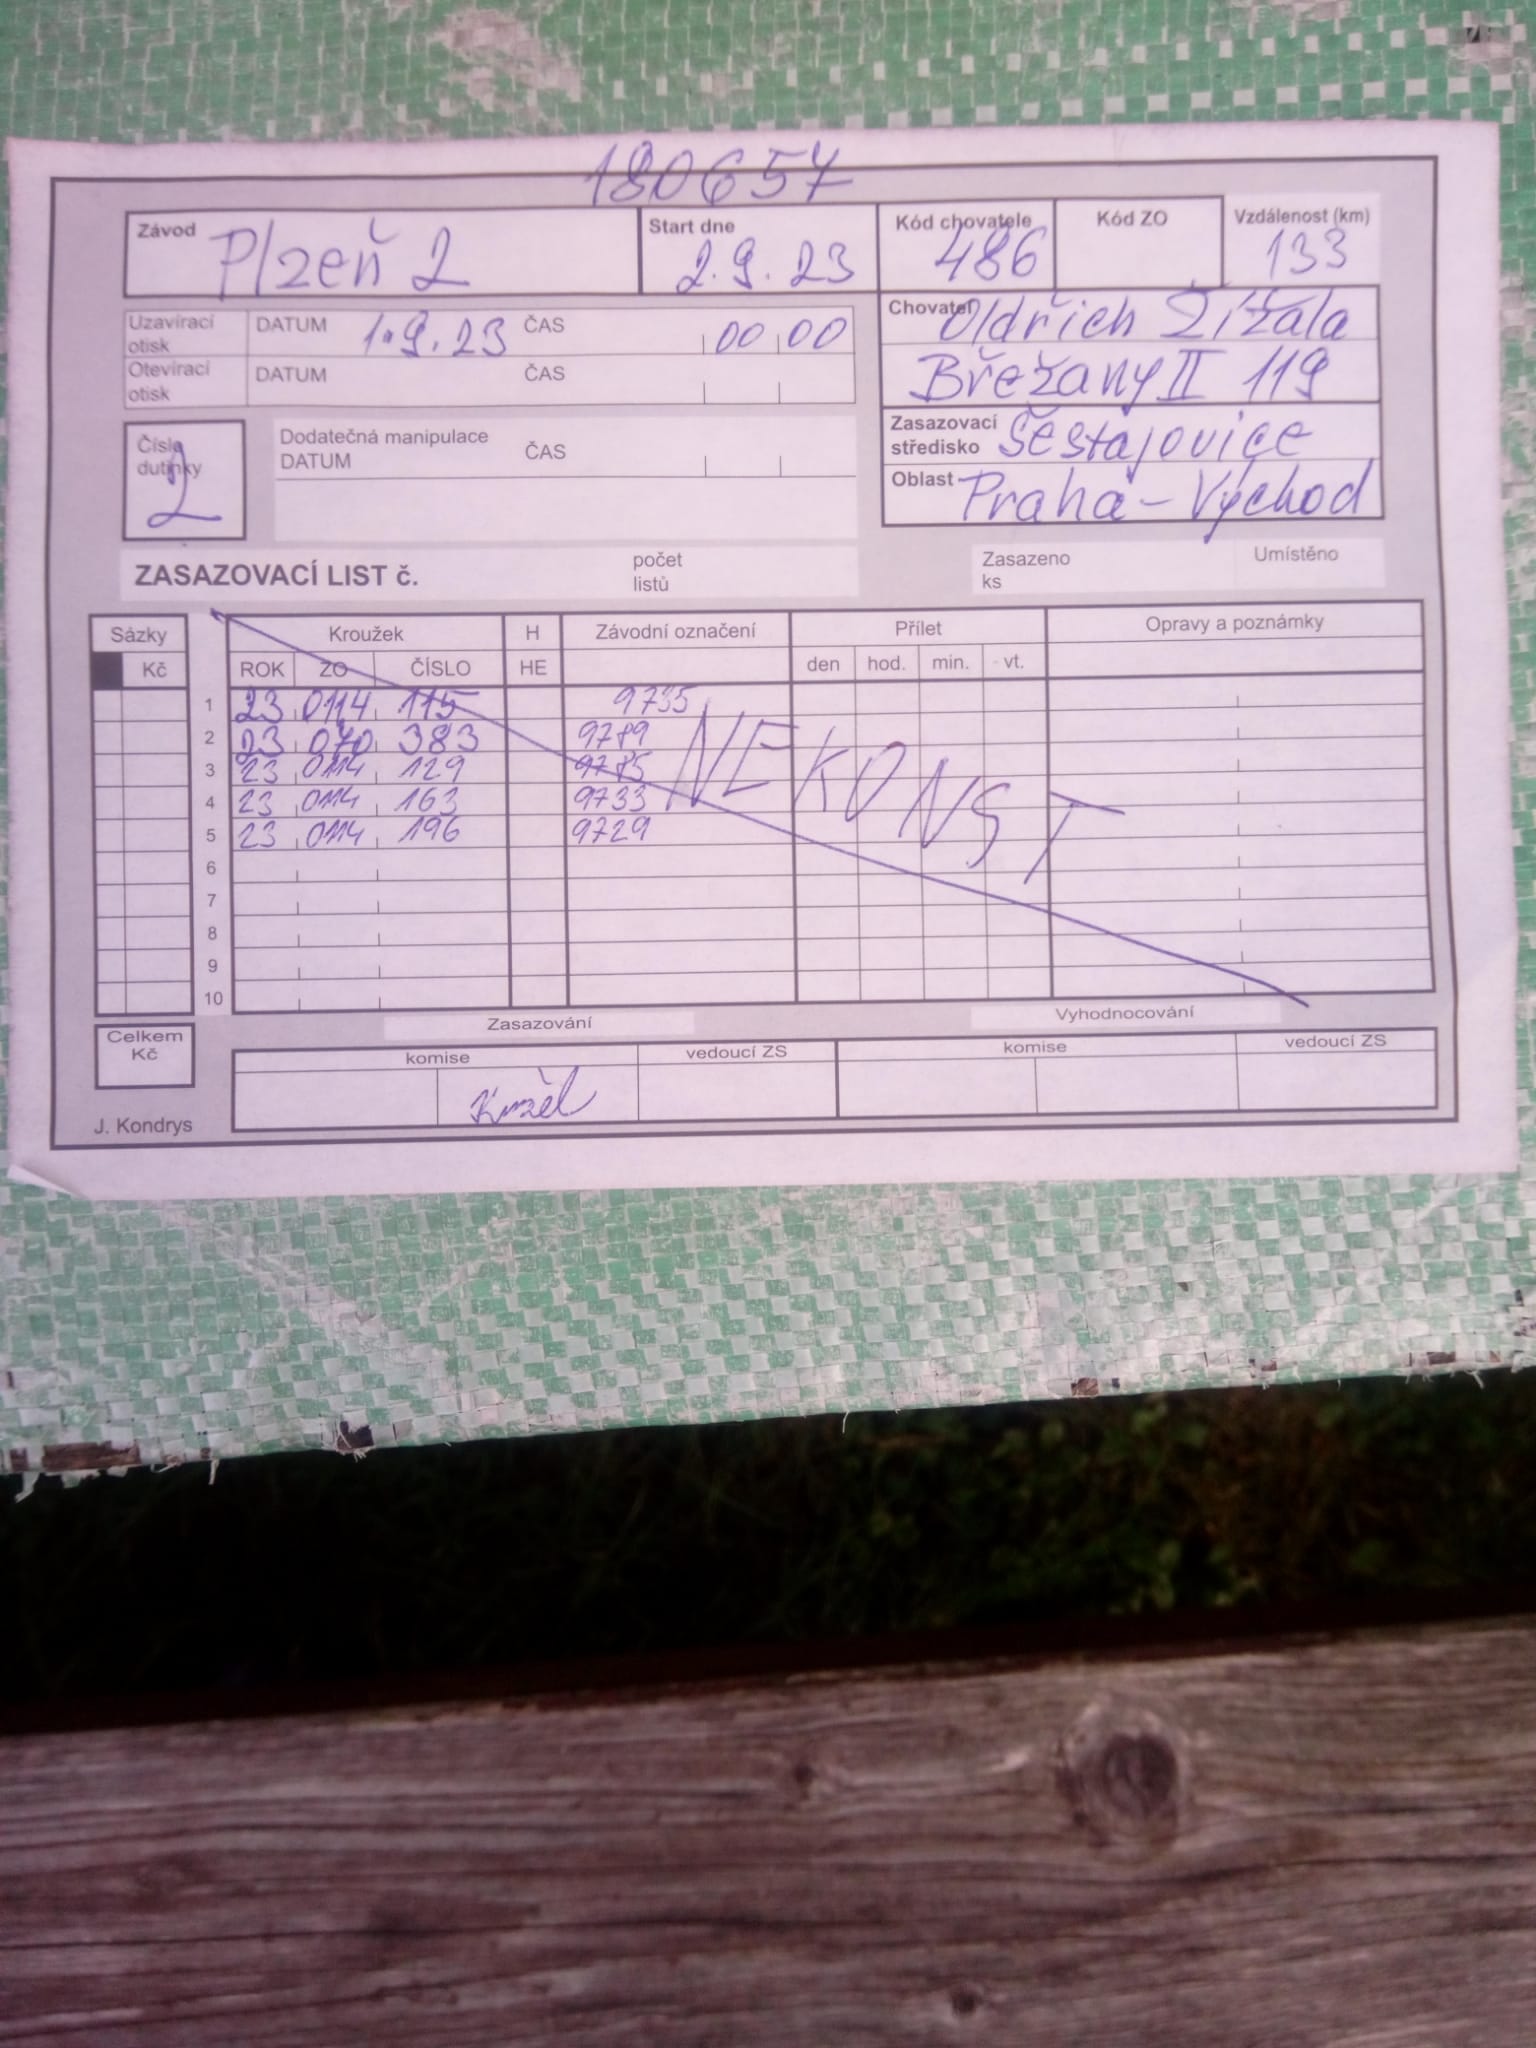 180657
Závod Plzeň 2 Start dne 2.9.23 Kód chovatele 486 Kód ZO Vzdálenost (km) 133
Uzavírací otisk DATUM 1.9.23 ČAS 00 00
Otevírací otisk DATUM ČAS
Chovatel Oldřich Žížala
Břežany II 119
Číslo dutinky 2
Dodatečná manipulace
DATUM ČAS
Zasazovací středisko Šestajovice
Oblast Praha-Východ
ZASAZOVACÍ LIST č. počet listů Zasazeno ks Umístěno
Sázky Kroužek H Závodní označení Přílet Opravy a poznámky
Kč ROK ZO ČÍSLO HE den hod. min. vt.
1 23 0114 115 9735
2 23 070 383 9789
3 23 0114 129 9785
4 23 0114 163 9733
5 23 0114 196 9729
NEKONST
6
7
8
9
10
Celkem Kč
Zasazování Vyhodnocování
komise vedoucí ZS komise vedoucí ZS
J. Kondrys